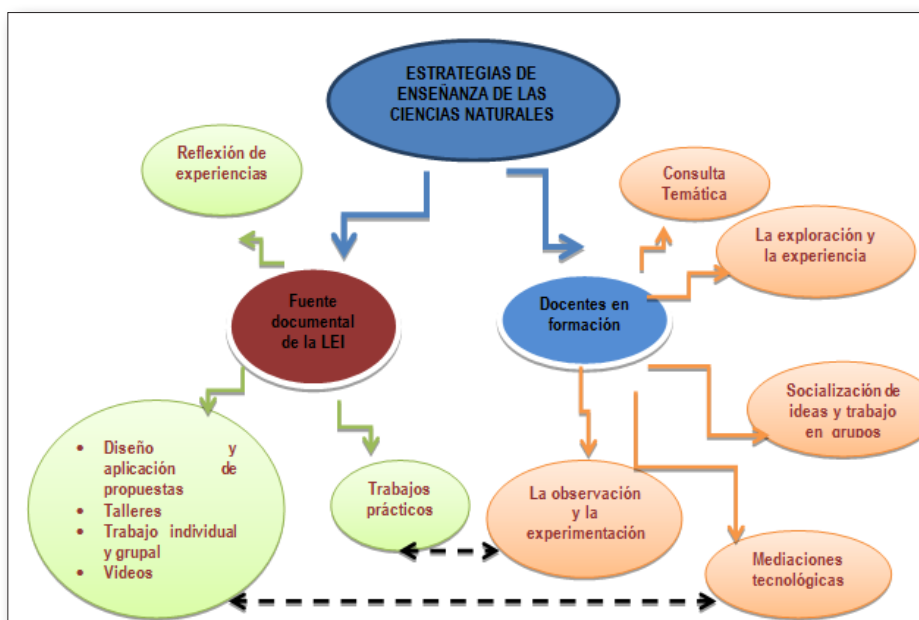 ESTRATEGIAS DE
ENSEÑANZA DE LAS
CIENCIAS NATURALES
Reflexión de
experiencias
Consulta
Temática
La exploración y
la experiencia
Fuente
documental
de la LEI
Docentes en
formación
Socialización de
ideas y trabajo
en grupos
• Diseño y
aplicación de
propuestas
• Talleres
• Trabajo individual
y grupal
• Videos
Trabajos
prácticos
La observación
y la
experimentación
Mediaciones
tecnológicas